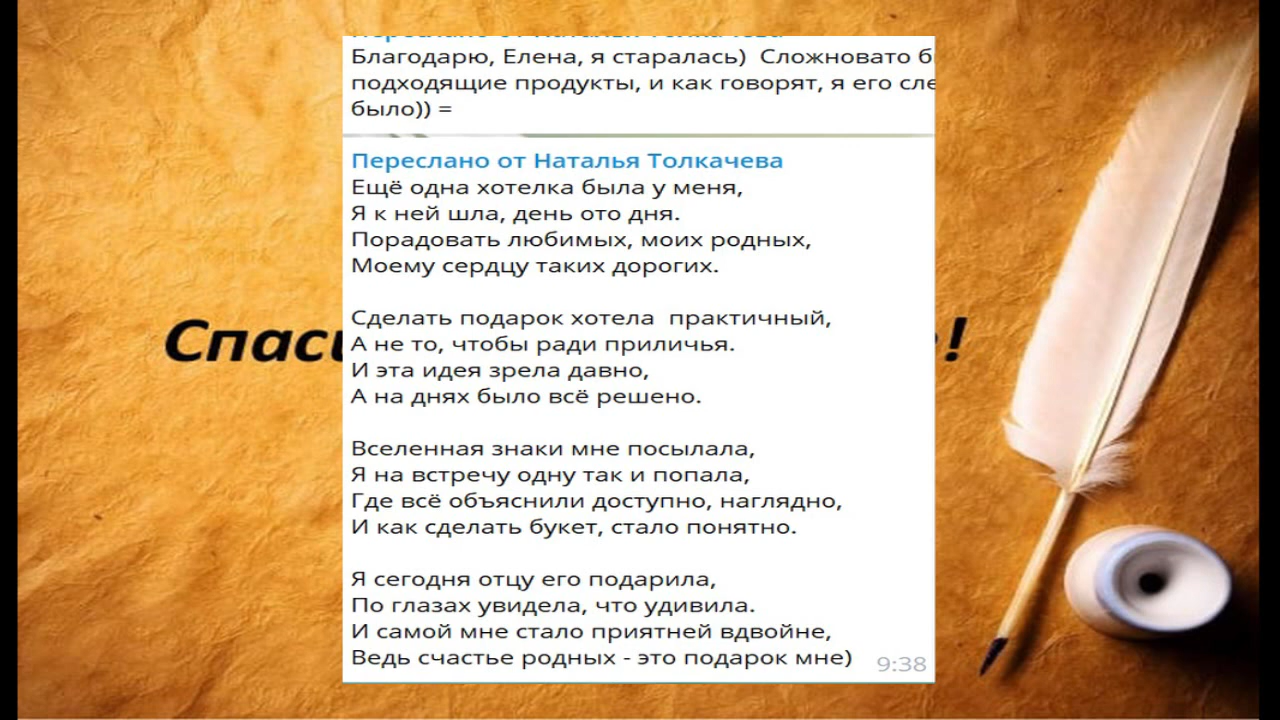 Благодарю, Елена, я старалась) Сложновато
подходящие продукты, и как говорят, я его
было)) =
Переслано от Наталья Толкачева
Ещё одна хотелка была у меня,
Я к ней шла, день ото дня.
Порадовать любимых, моих родных,
Моему сердцу таких дорогих.
Сделать подарок хотела практичный,
А не то, чтобы ради приличья.
И эта идея зрела давно,
А на днях было всё решено.
Вселенная знаки мне посылала,
Я на встречу одну так и попала,
Где всё объяснили доступно, наглядно,
И как сделать букет, стало понятно.
Я сегодня отцу его подарила,
По глазах увидела, что удивила.
И самой мне стало приятней вдвойне,
Ведь счастье родных - это подарок мне)
9:38